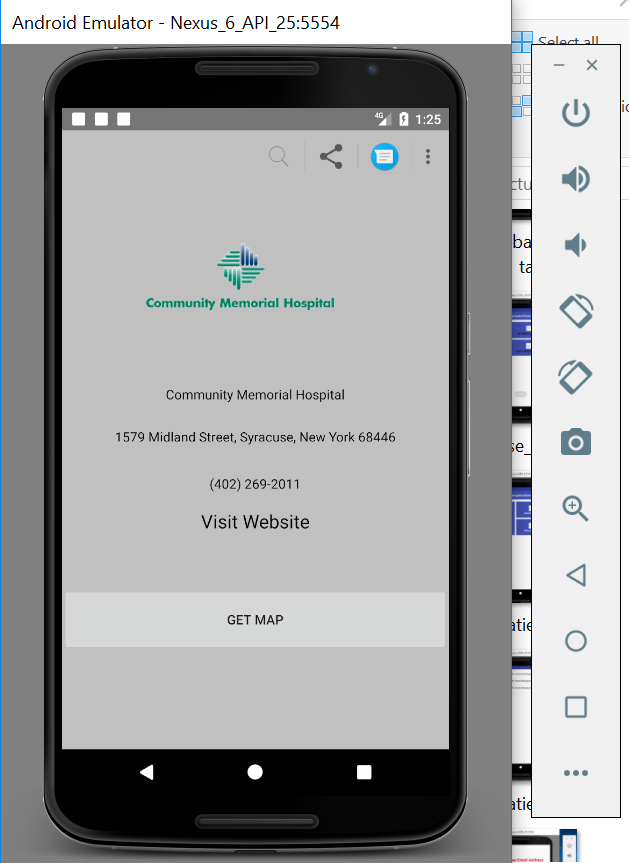 Android Emulator - Nexus_6_API_25:5554
Select all
4G
1:25
Community Memorial Hospital
Community Memorial Hospital
1579 Midland Street, Syracuse, New York 68446
(402) 269-2011
Visit Website
GET MAP